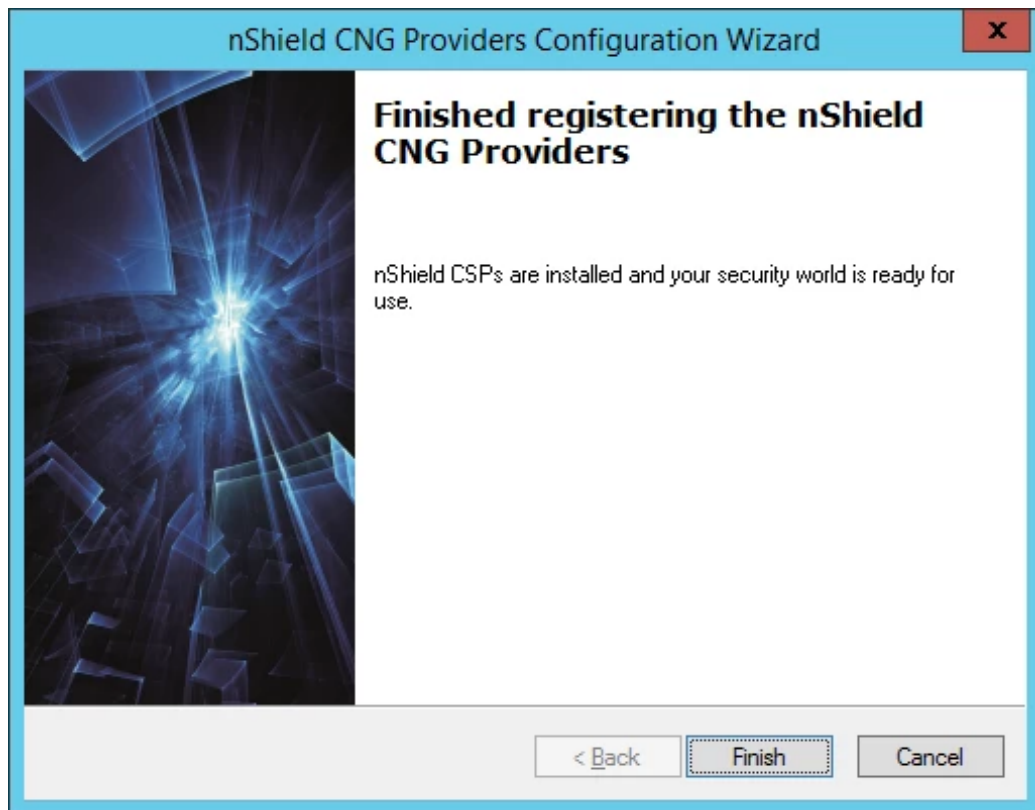 nShield CNG Providers Configuration Wizard
x
Finished registering the nShield
CNG Providers
nShield CSPs are installed and your security world is ready for
use.
< Back
Finish
Cancel